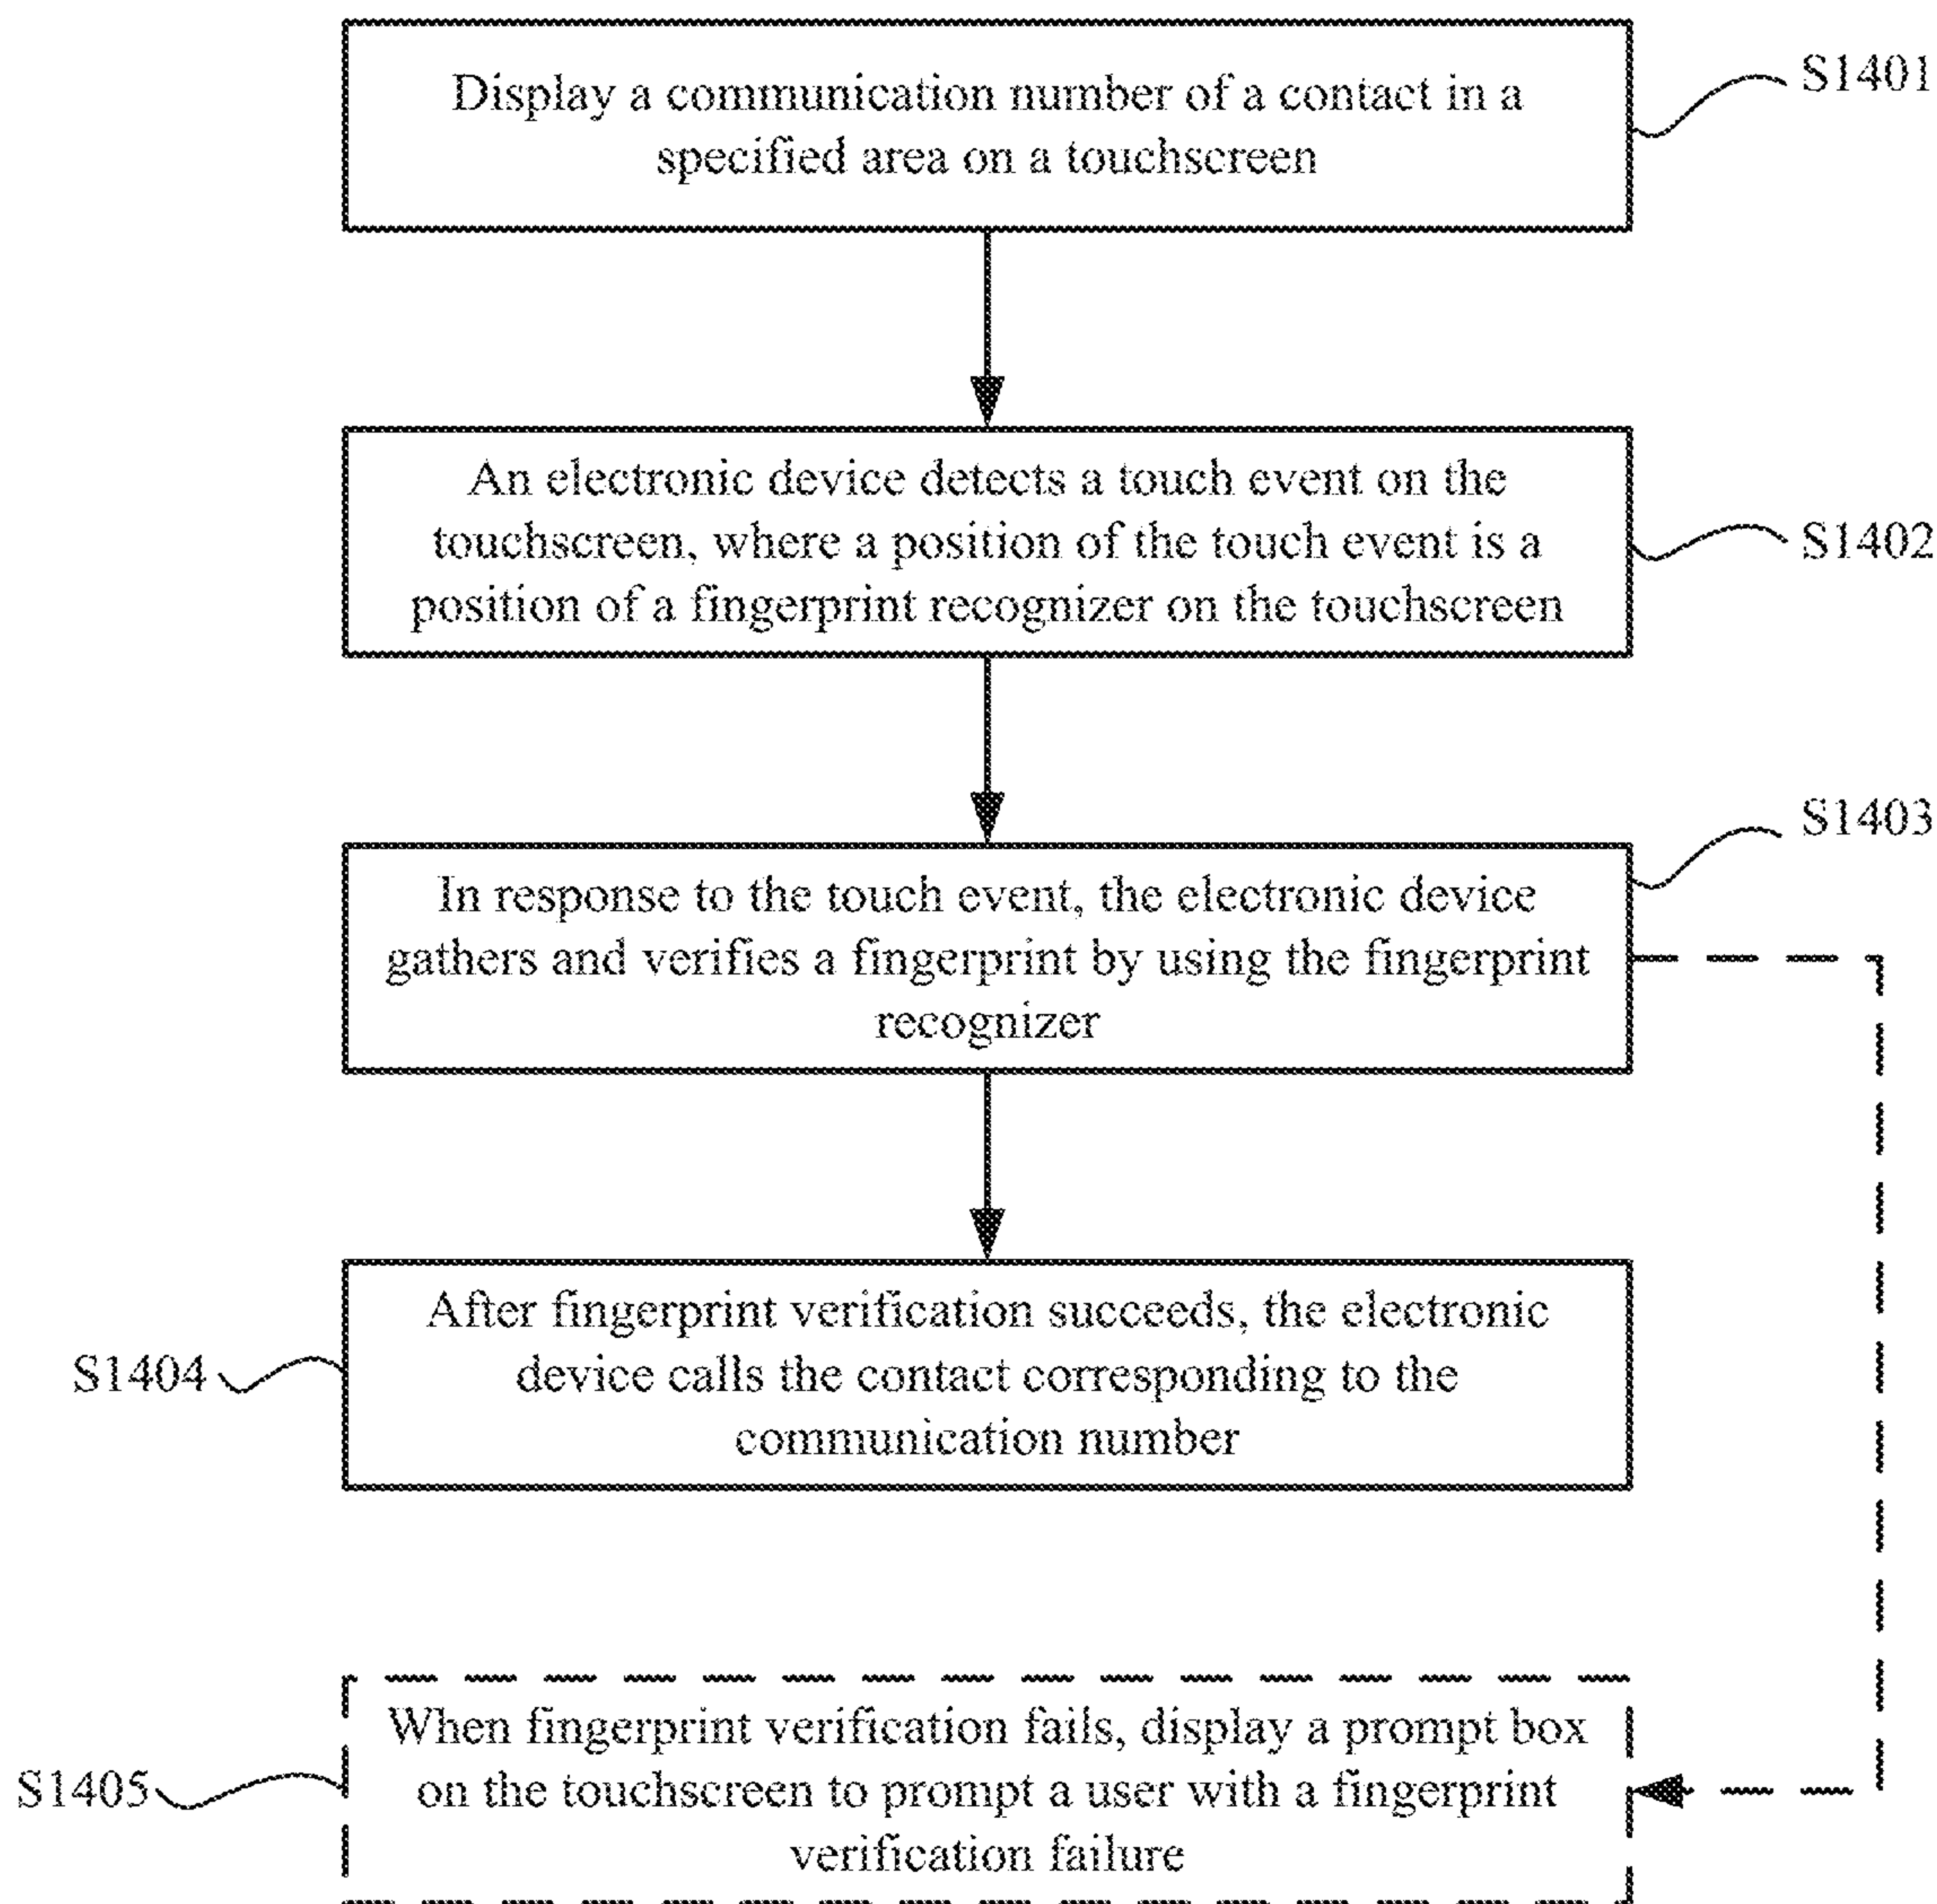 Display a communication number of a contact in a
specified area on a touchscreen
S1401
An electronic device detects a touch event on the
touchscreen, where a position of the touch event is a
position of a fingerprint recognizer on the touchscreen
S1402
In response to the touch event, the electronic device
gathers and verifies a fingerprint by using the fingerprint
recognizer
S1403
After fingerprint verification succeeds, the electronic
device calls the contact corresponding to the
communication number
S1404
When fingerprint verification fails, display a prompt box
on the touchscreen to prompt a user with a fingerprint
verification failure
S1405